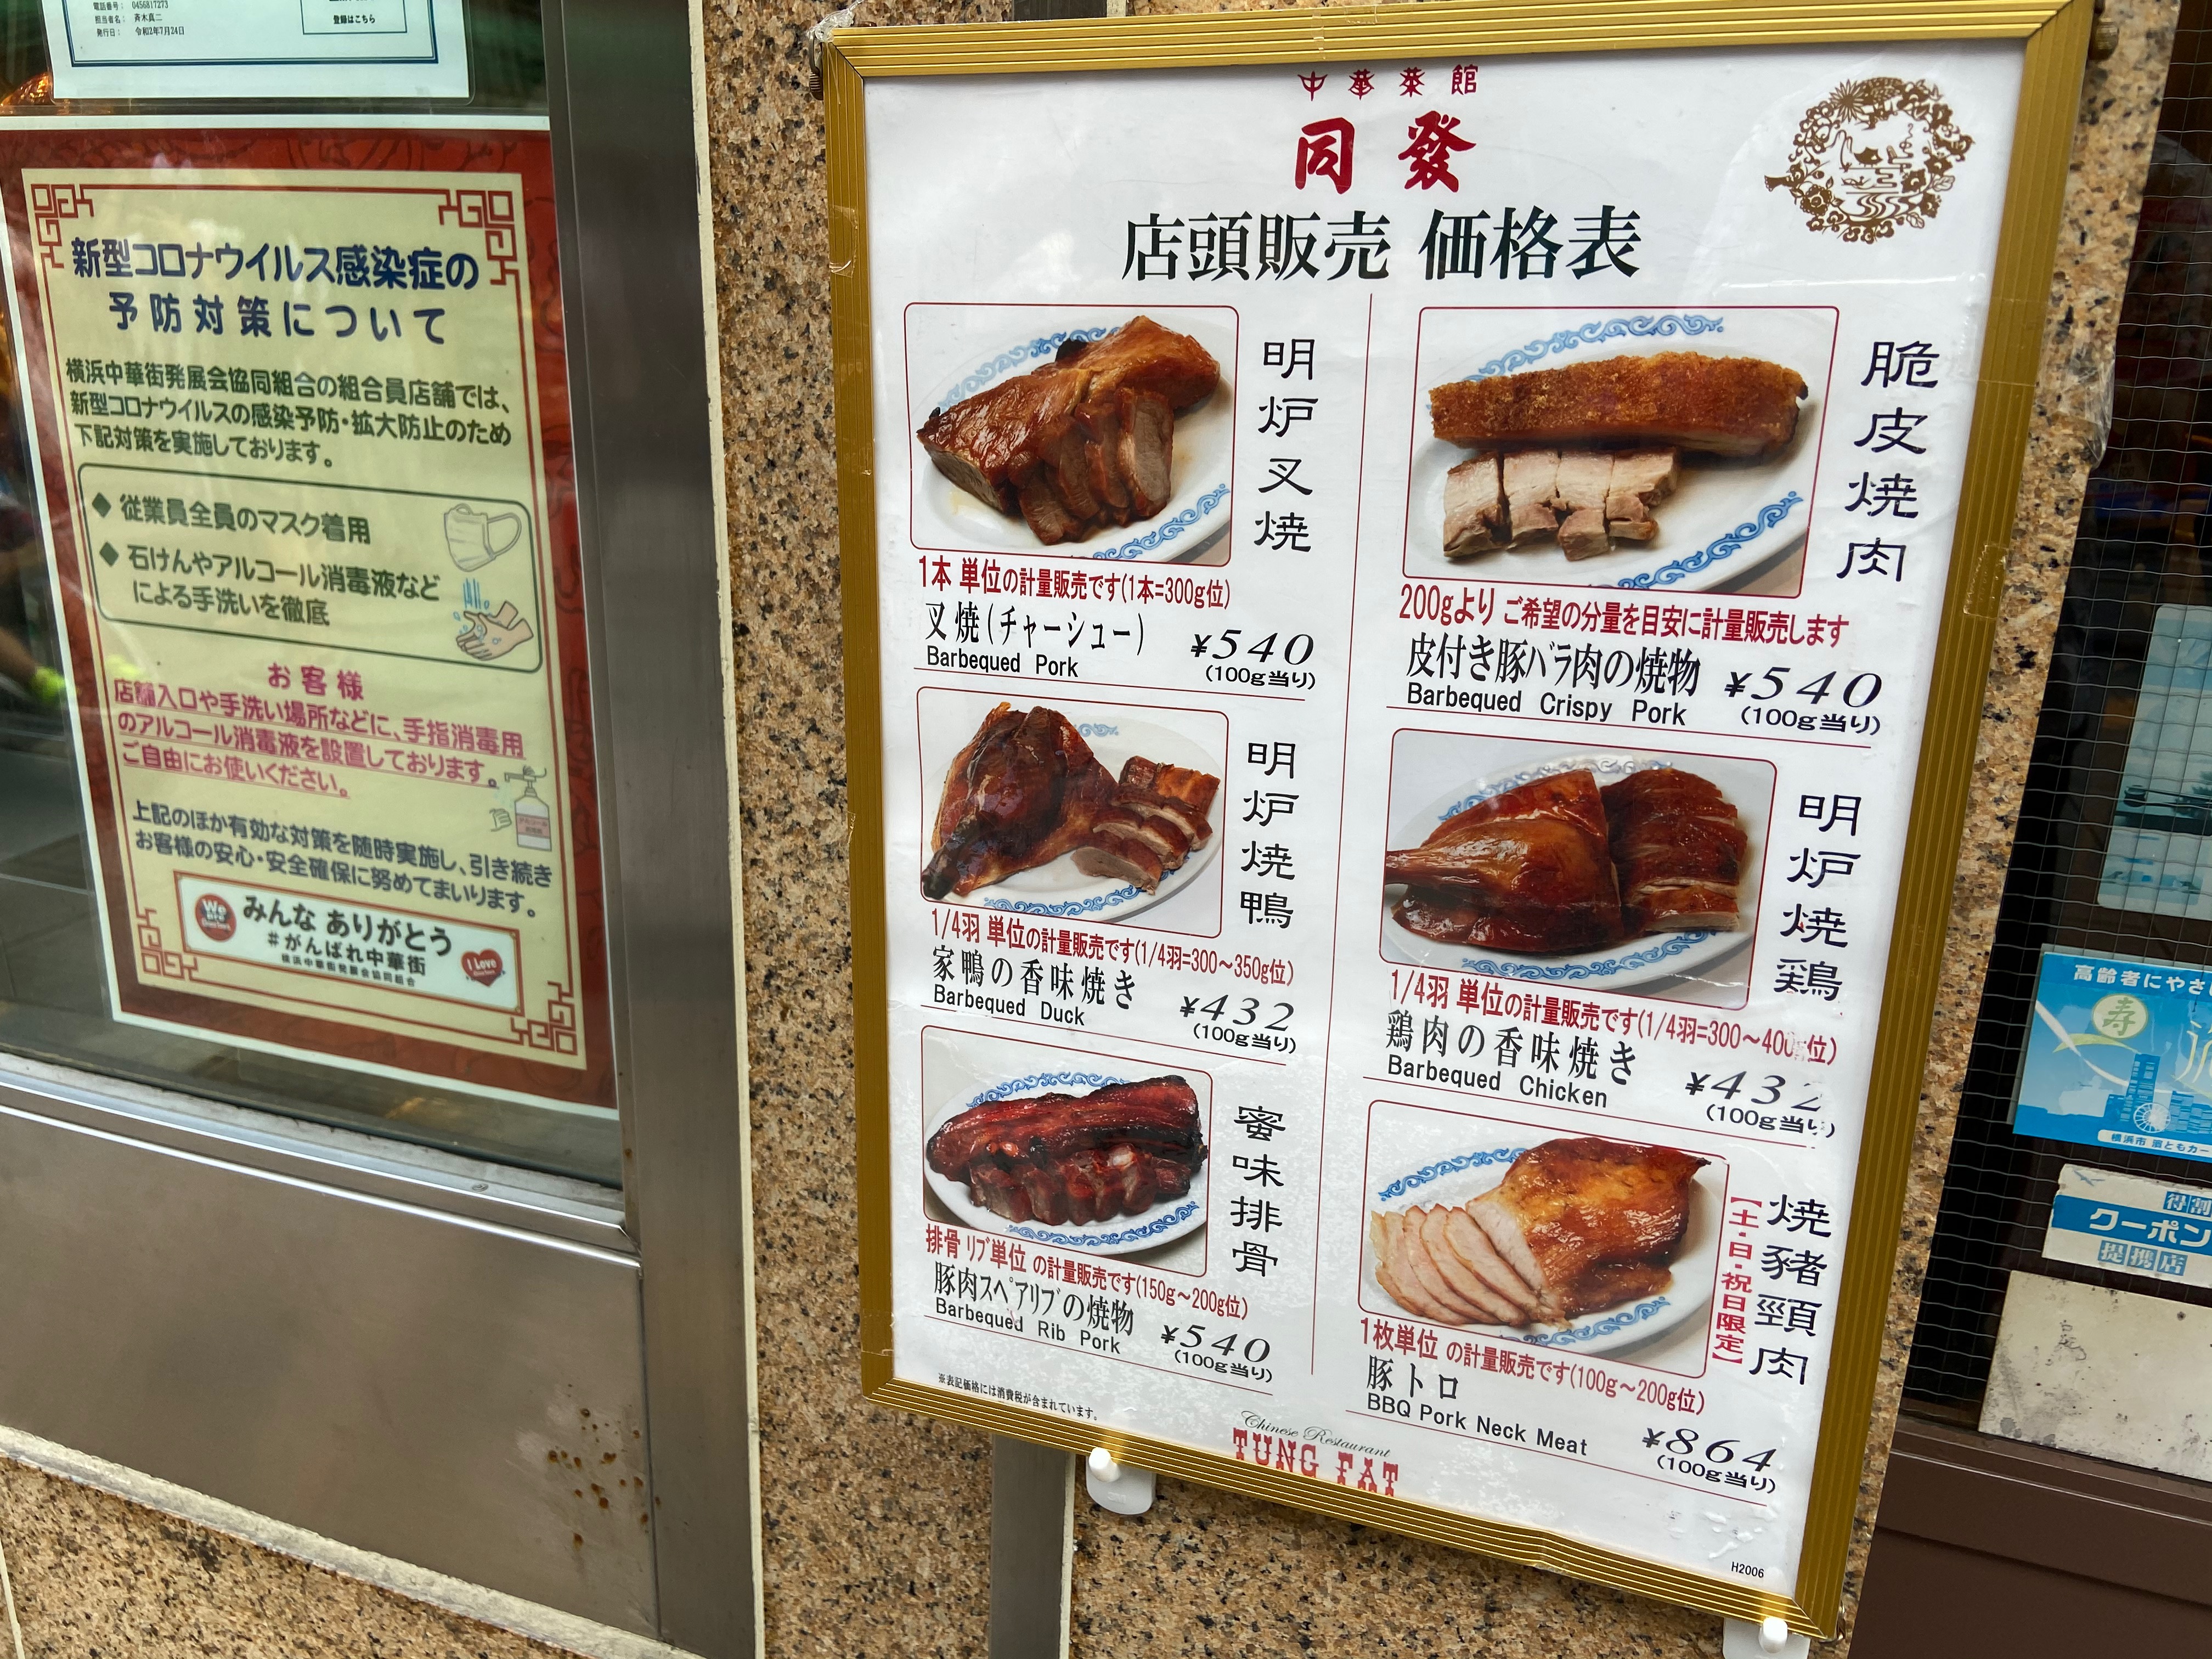 電話番号： 0456817273
担当者名： 斉木真二
発行日： 令和2年7月24日
登録はこちら
新型コロナウイルス感染症の
予防対策について
横浜中華街発展会協同組合の組合員店舗では、
新型コロナウイルスの感染予防・拡大防止のため
下記対策を実施しております。
◆ 従業員全員のマスク着用
◆ 石けんやアルコール消毒液など
による手洗いを徹底
お客様
店舗入口や手洗い場所などに、手指消毒用
のアルコール消毒液を設置しております。
ご自由にお使いください。
上記のほか有効な対策を随時実施し、引き続き
お客様の安心・安全確保に努めてまいります。
みんな ありがとう
#がんばれ中華街
横浜中華街発展会協同組合
We
I Love
中華菜館
同發
店頭販売 価格表
明炉叉焼
1本 単位の計量販売です(1本=300g位)
叉焼(チャーシュー)
Barbequed Pork
¥540
(100g当り)
脆皮焼肉
200gより ご希望の分量を目安に計量販売します
皮付き豚バラ肉の焼物
Barbequed Crispy Pork
¥540
(100g当り)
明炉焼鴨
1/4羽 単位の計量販売です(1/4羽=300～350g位)
家鴨の香味焼き
Barbequed Duck
¥432
(100g当り)
明炉焼鶏
1/4羽 単位の計量販売です(1/4羽=300～400g位)
鶏肉の香味焼き
Barbequed Chicken
¥432
(100g当り)
蜜味排骨
排骨 リブ単位 の計量販売です(150g～200g位)
豚肉スペアリブの焼物
Barbequed Rib Pork
¥540
(100g当り)
焼豬頸肉
【土・日・祝日限定】
1枚単位 の計量販売です(100g～200g位)
豚トロ
BBQ Pork Neck Meat
¥864
(100g当り)
※表記価格には消費税が含まれています。
Chinese Restaurant
TUNG FAT
H2006
高齢者にやさ
寿
横浜市 濱ともカー
得割
クーポン
提携店